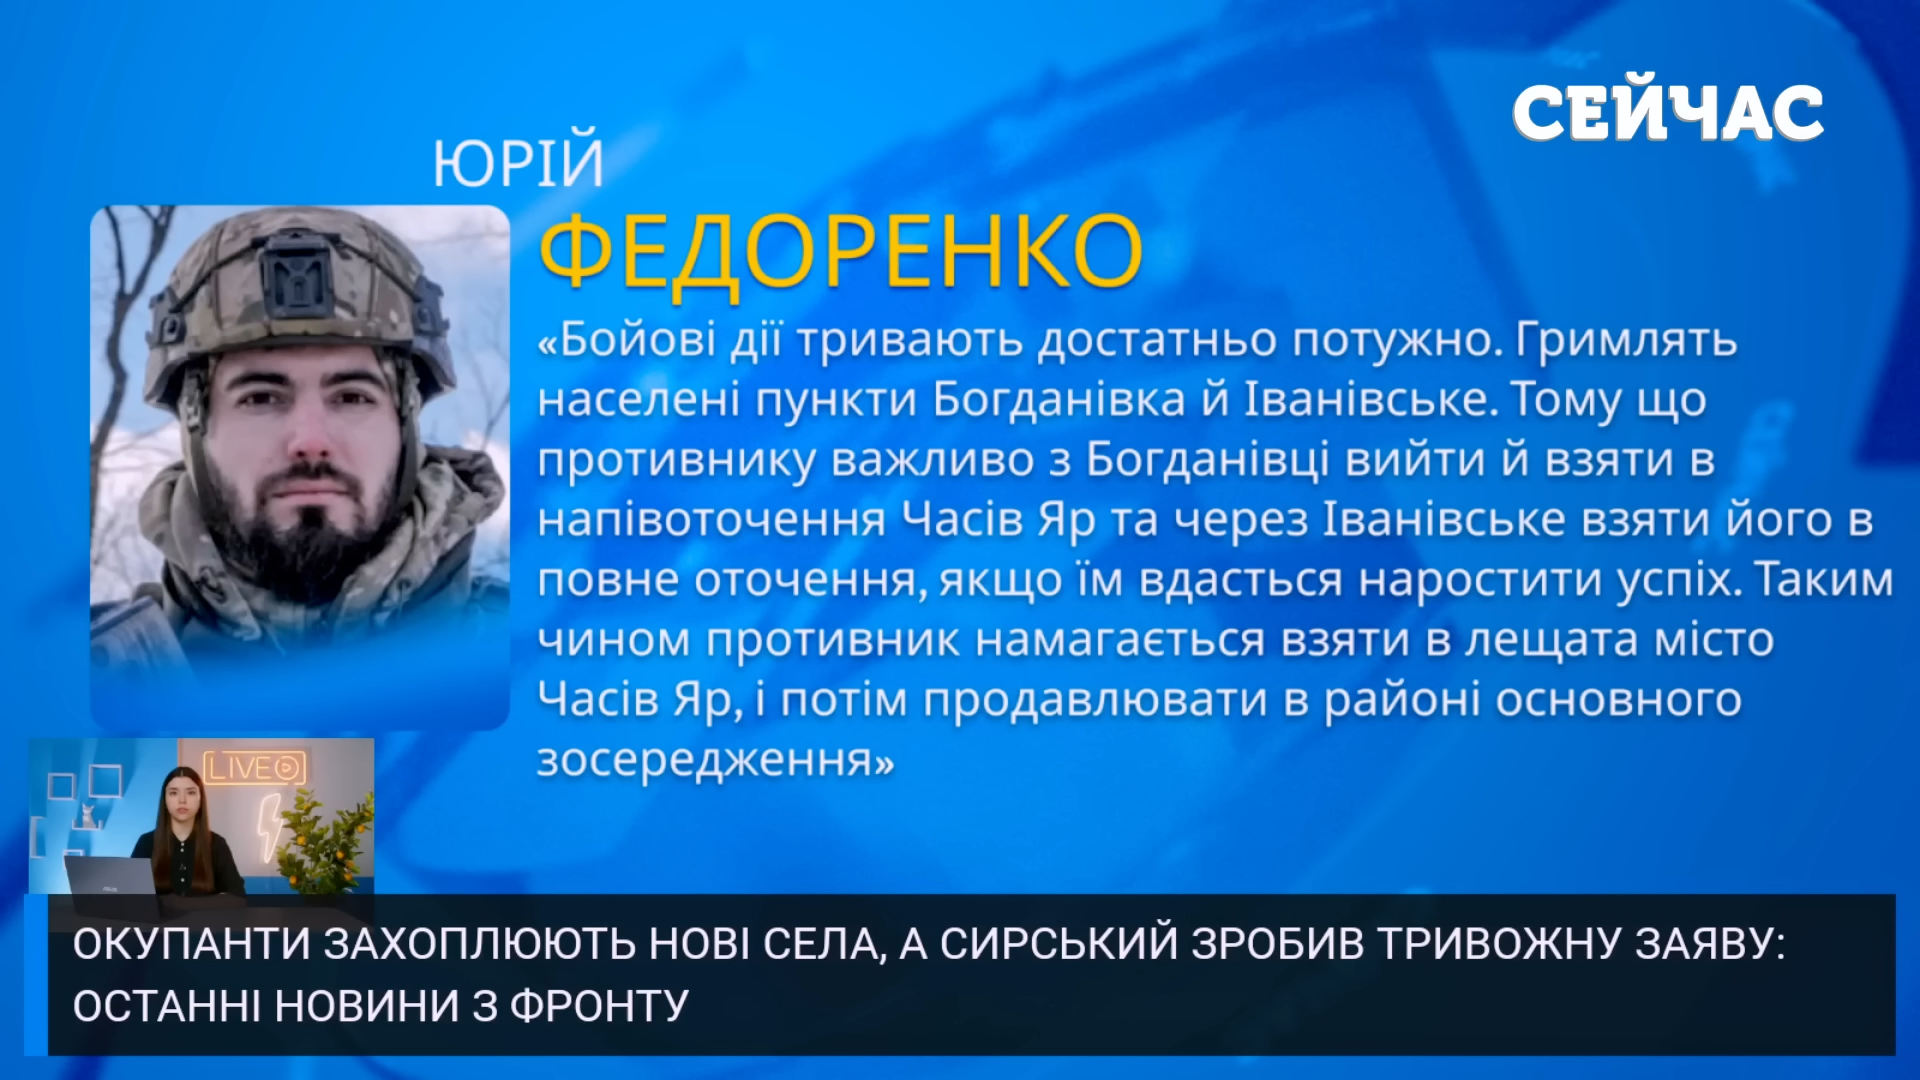 СЕЙЧАС
ЮРІЙ
ФЕДОРЕНКО
«Бойові дії тривають достатньо потужно. Гримлять
населені пункти Богданівка й Іванівське. Тому що
противнику важливо з Богданівці вийти й взяти в
напівоточення Часів Яр та через Іванівське взяти його в
повне оточення, якщо їм вдасться наростити успіх. Таким
чином противник намагається взяти в лещата місто
Часів Яр, і потім продавлювати в районі основного
зосередження»
LIVE
ОКУПАНТИ ЗАХОПЛЮЮТЬ НОВІ СЕЛА, А СИРСЬКИЙ ЗРОБИВ ТРИВОЖНУ ЗАЯВУ:
ОСТАННІ НОВИНИ З ФРОНТУ